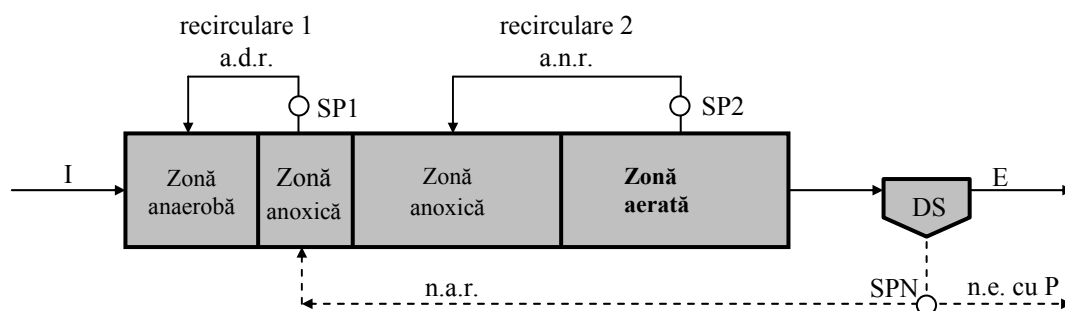 recirculare 1
a.d.r.
recirculare 2
a.n.r.
SP1
SP2
I
Zonă
anaerobă
Zonă
anoxică
Zonă
anoxică
Zonă
aerată
DS
E
n.a.r.
SPN
n.e. cu P